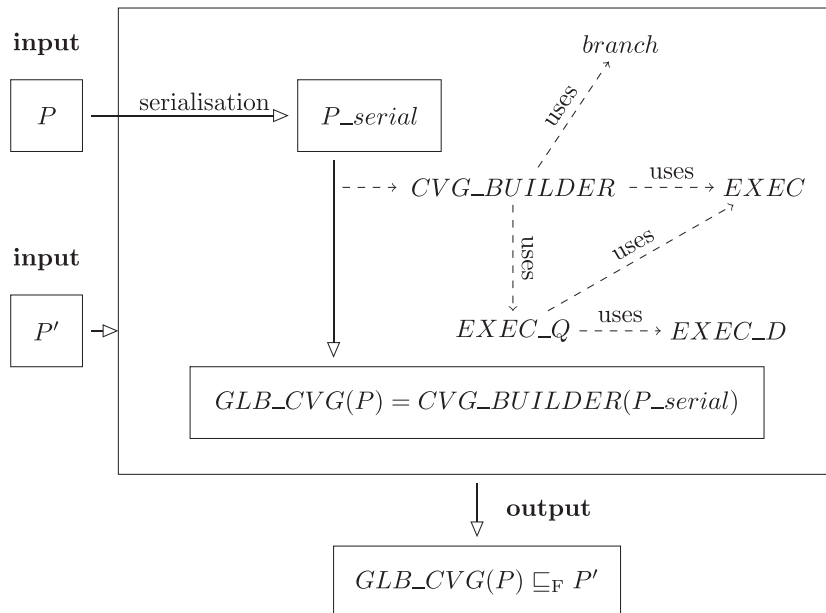 input
branch
P
serialisation
P_serial
uses
CVG_BUILDER
uses
EXEC
input
uses
uses
P′
EXEC_Q
uses
EXEC_D
GLB_CVG(P) = CVG_BUILDER(P_serial)
output
GLB_CVG(P) ⊑F P′